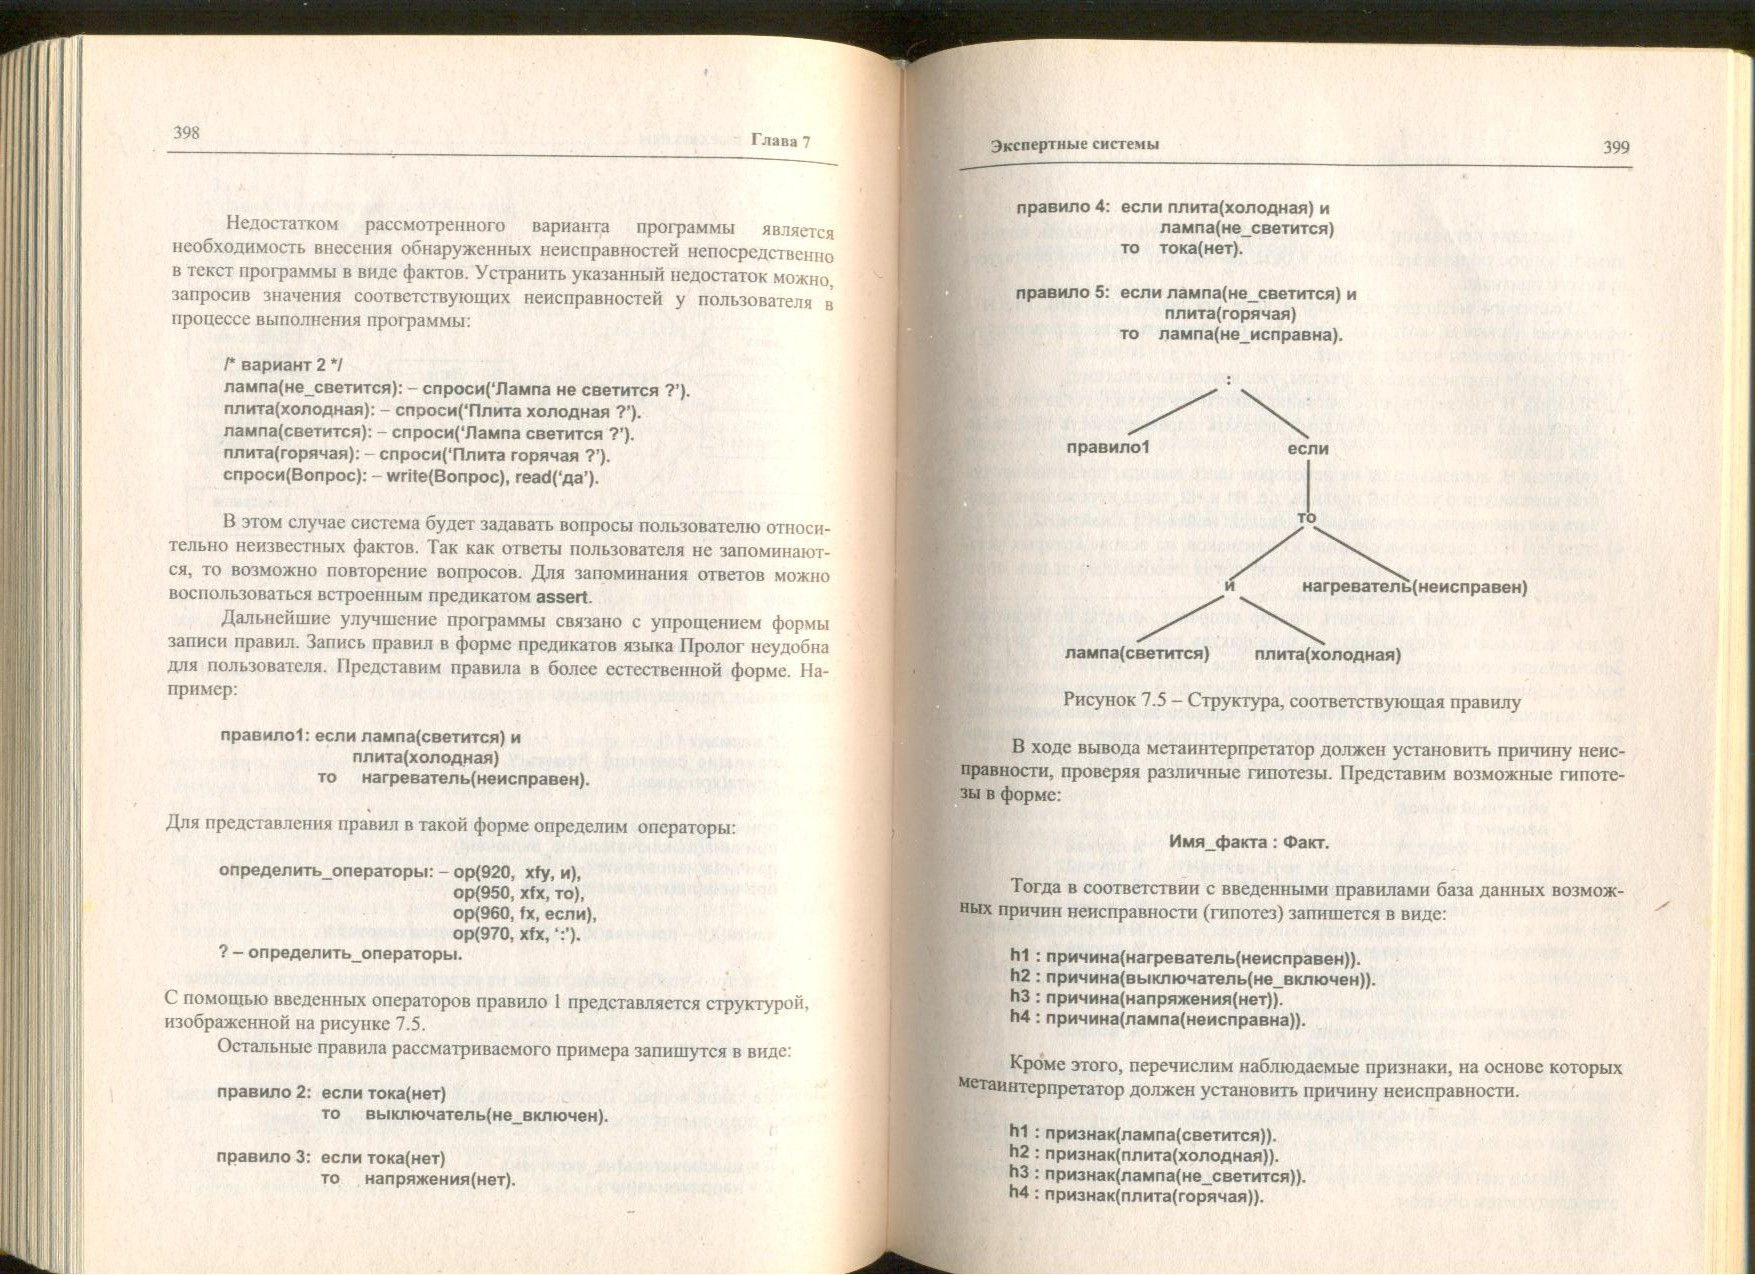 398
Глава 7
Недостатком рассмотренного варианта программы является
необходимость внесения обнаруженных неисправностей непосредственно
в текст программы в виде фактов. Устранить указанный недостаток можно,
запросив значения соответствующих неисправностей у пользователя в
процессе выполнения программы:
/* вариант 2 */
лампа(не_светится): – спроси(‘Лампа не светится ?’).
плита(холодная): – спроси(‘Плита холодная ?’).
лампа(светится): – спроси(‘Лампа светится ?’).
плита(горячая): – спроси(‘Плита горячая ?’).
спроси(Вопрос): – write(Вопрос), read(‘да’).
В этом случае система будет задавать вопросы пользователю относи-
тельно неизвестных фактов. Так как ответы пользователя не запоминают-
ся, то возможно повторение вопросов. Для запоминания ответов можно
воспользоваться встроенным предикатом assert.
Дальнейшие улучшение программы связано с упрощением формы
записи правил. Запись правил в форме предикатов языка Пролог неудобна
для пользователя. Представим правила в более естественной форме. На-
пример:
правило1: если лампа(светится) и
плита(холодная)
то нагреватель(неисправен).
Для представления правил в такой форме определим операторы:
определить_операторы: – op(920, xfy, и),
op(950, xfx, то),
op(960, fx, если),
op(970, xfx, ‘:’).
? – определить_операторы.
С помощью введенных операторов правило 1 представляется структурой,
изображенной на рисунке 7.5.
Остальные правила рассматриваемого примера запишутся в виде:
правило 2: если тока(нет)
то выключатель(не_включен).
правило 3: если тока(нет)
то напряжения(нет).
Экспертные системы
399
правило 4: если плита(холодная) и
лампа(не_светится)
то тока(нет).
правило 5: если лампа(не_светится) и
плита(горячая)
то лампа(не_исправна).
:
правило1 если
то
и нагреватель(неисправен)
лампа(светится) плита(холодная)
Рисунок 7.5 – Структура, соответствующая правилу
В ходе вывода метаинтерпретатор должен установить причину неис-
правности, проверяя различные гипотезы. Представим возможные гипоте-
зы в форме:
Имя_факта : Факт.
Тогда в соответствии с введенными правилами база данных возмож-
ных причин неисправности (гипотез) запишется в виде:
h1 : причина(нагреватель(неисправен)).
h2 : причина(выключатель(не_включен)).
h3 : причина(напряжения(нет)).
h4 : причина(лампа(неисправна)).
Кроме этого, перечислим наблюдаемые признаки, на основе которых
метаинтерпретатор должен установить причину неисправности.
h1 : признак(лампа(светится)).
h2 : признак(плита(холодная)).
h3 : признак(лампа(не_светится)).
h4 : признак(плита(горячая)).